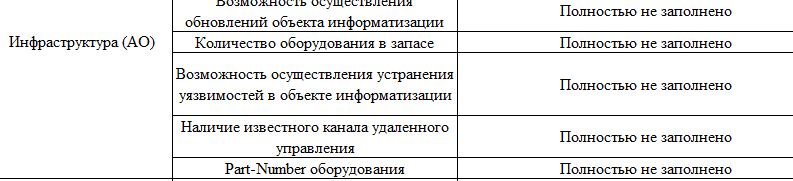 Возможность осуществления
обновлений объекта информатизации
Полностью не заполнено
Инфраструктура (АО)
Количество оборудования в запасе
Полностью не заполнено
Возможность осуществления устранения
уязвимостей в объекте информатизации
Полностью не заполнено
Наличие известного канала удаленного
управления
Полностью не заполнено
Part-Number оборудования
Полностью не заполнено